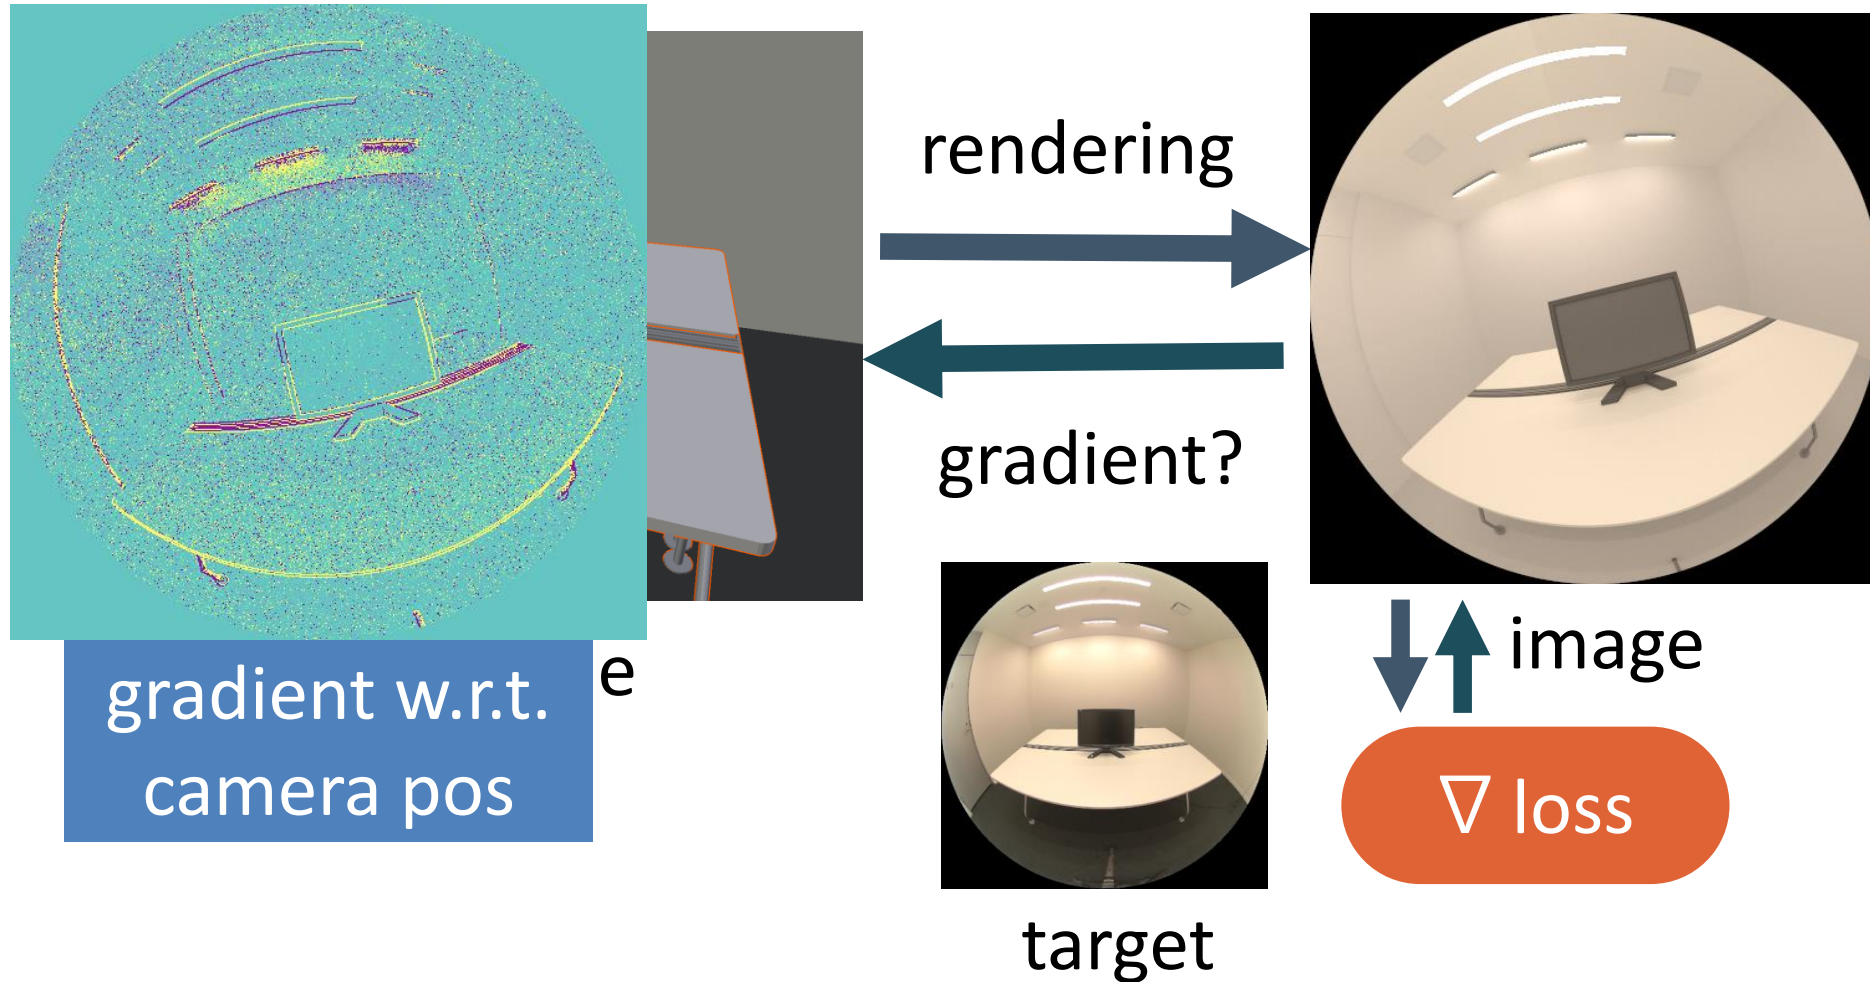 rendering
gradient?
image
e
gradient w.r.t.
camera pos
∇ loss
target